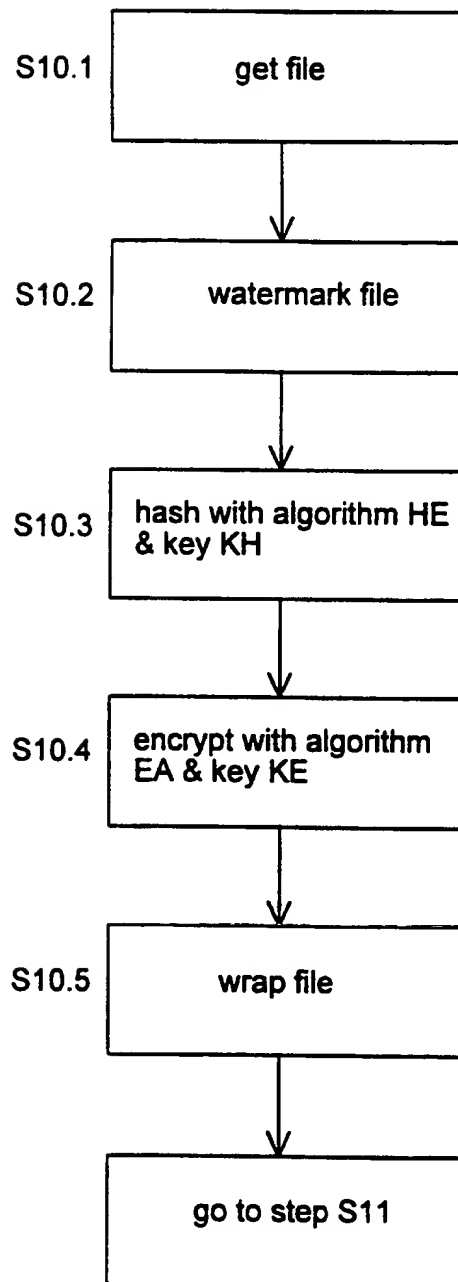 S10.1
get file
S10.2
watermark file
S10.3
hash with algorithm HE
& key KH
S10.4
encrypt with algorithm
EA & key KE
S10.5
wrap file
go to step S11